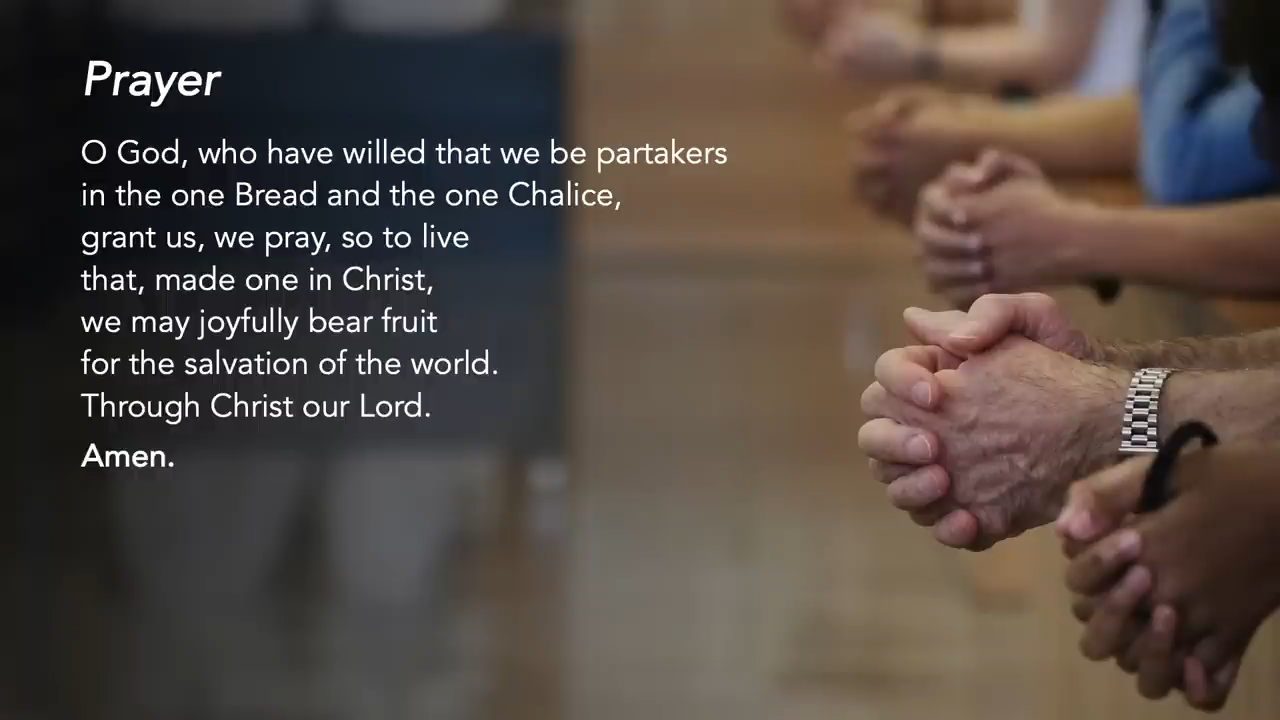 Prayer
O God, who have willed that we be partakers
in the one Bread and the one Chalice,
grant us, we pray, so to live
that, made one in Christ,
we may joyfully bear fruit
for the salvation of the world.
Through Christ our Lord.
Amen.